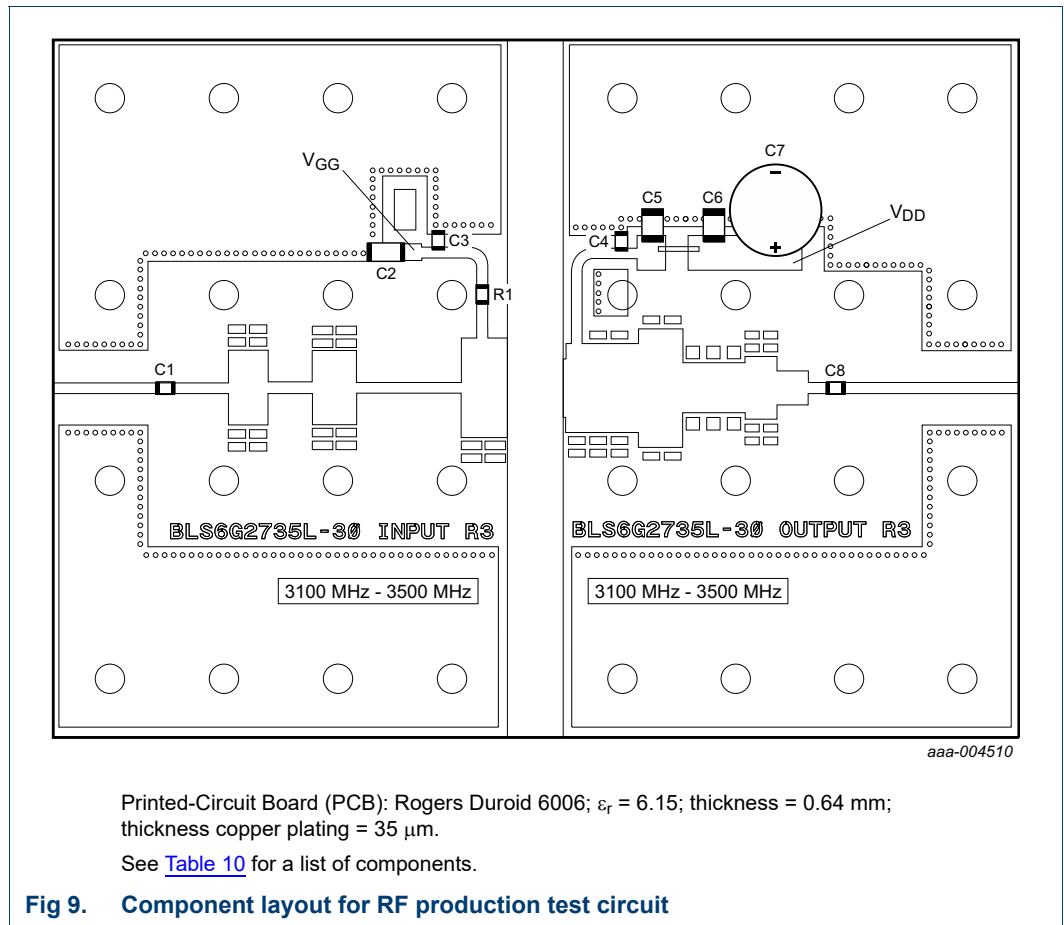 C7
VGG
C5
C6
VDD
C3
C4
C2
R1
C1
C8
BLS6G2735L-3Ø INPUT R3
BLS6G2735L-3Ø OUTPUT R3
3100 MHz - 3500 MHz
3100 MHz - 3500 MHz
aaa-004510
Printed-Circuit Board (PCB): Rogers Duroid 6006; εr = 6.15; thickness = 0.64 mm;
thickness copper plating = 35 μm.
See Table 10 for a list of components.
Fig 9. Component layout for RF production test circuit